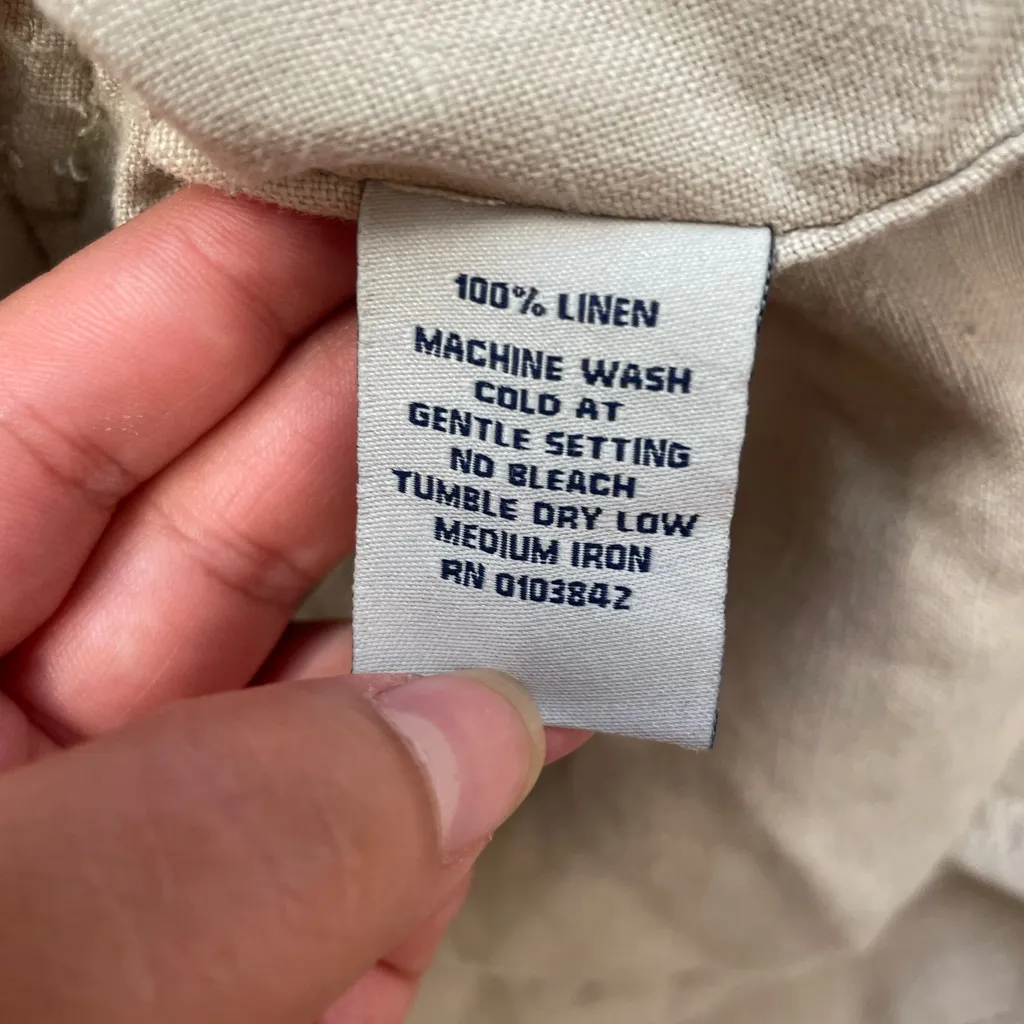 100% LINEN
MACHINE WASH
COLD AT
GENTLE SETTING
NO BLEACH
TUMBLE DRY LOW
MEDIUM IRON
RN 0103842